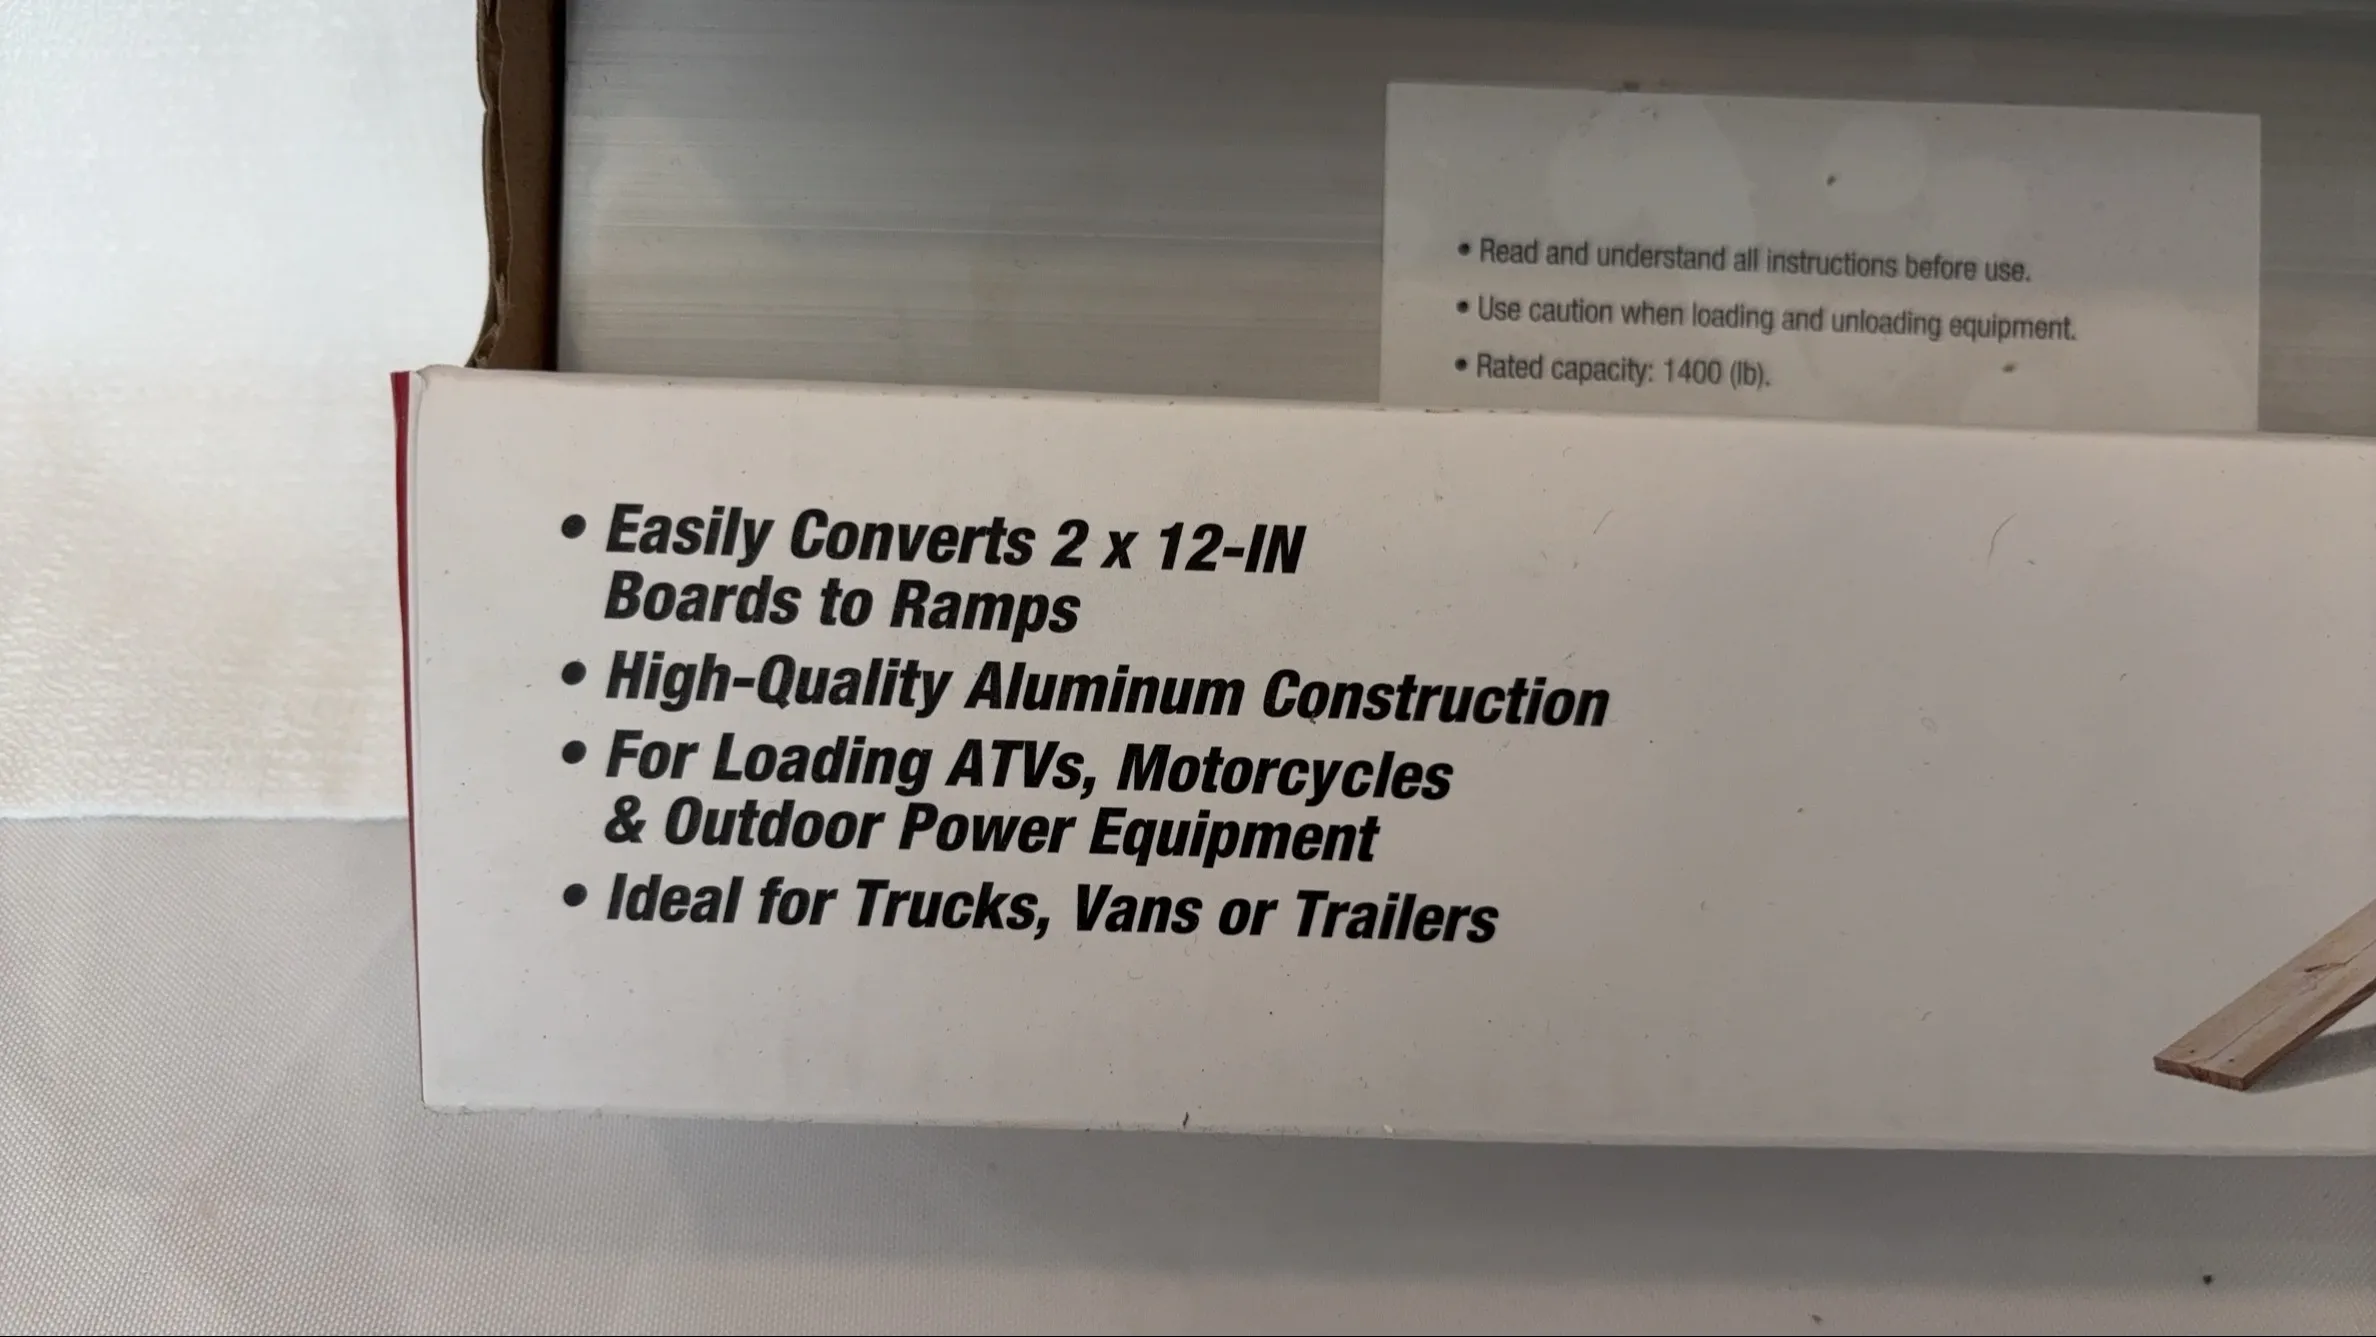 • Read and understand all instructions before use.
• Use caution when loading and unloading equipment.
• Rated capacity: 1400 (lb).
• Easily Converts 2 x 12-IN
Boards to Ramps
• High-Quality Aluminum Construction
• For Loading ATVs, Motorcycles
& Outdoor Power Equipment
• Ideal for Trucks, Vans or Trailers